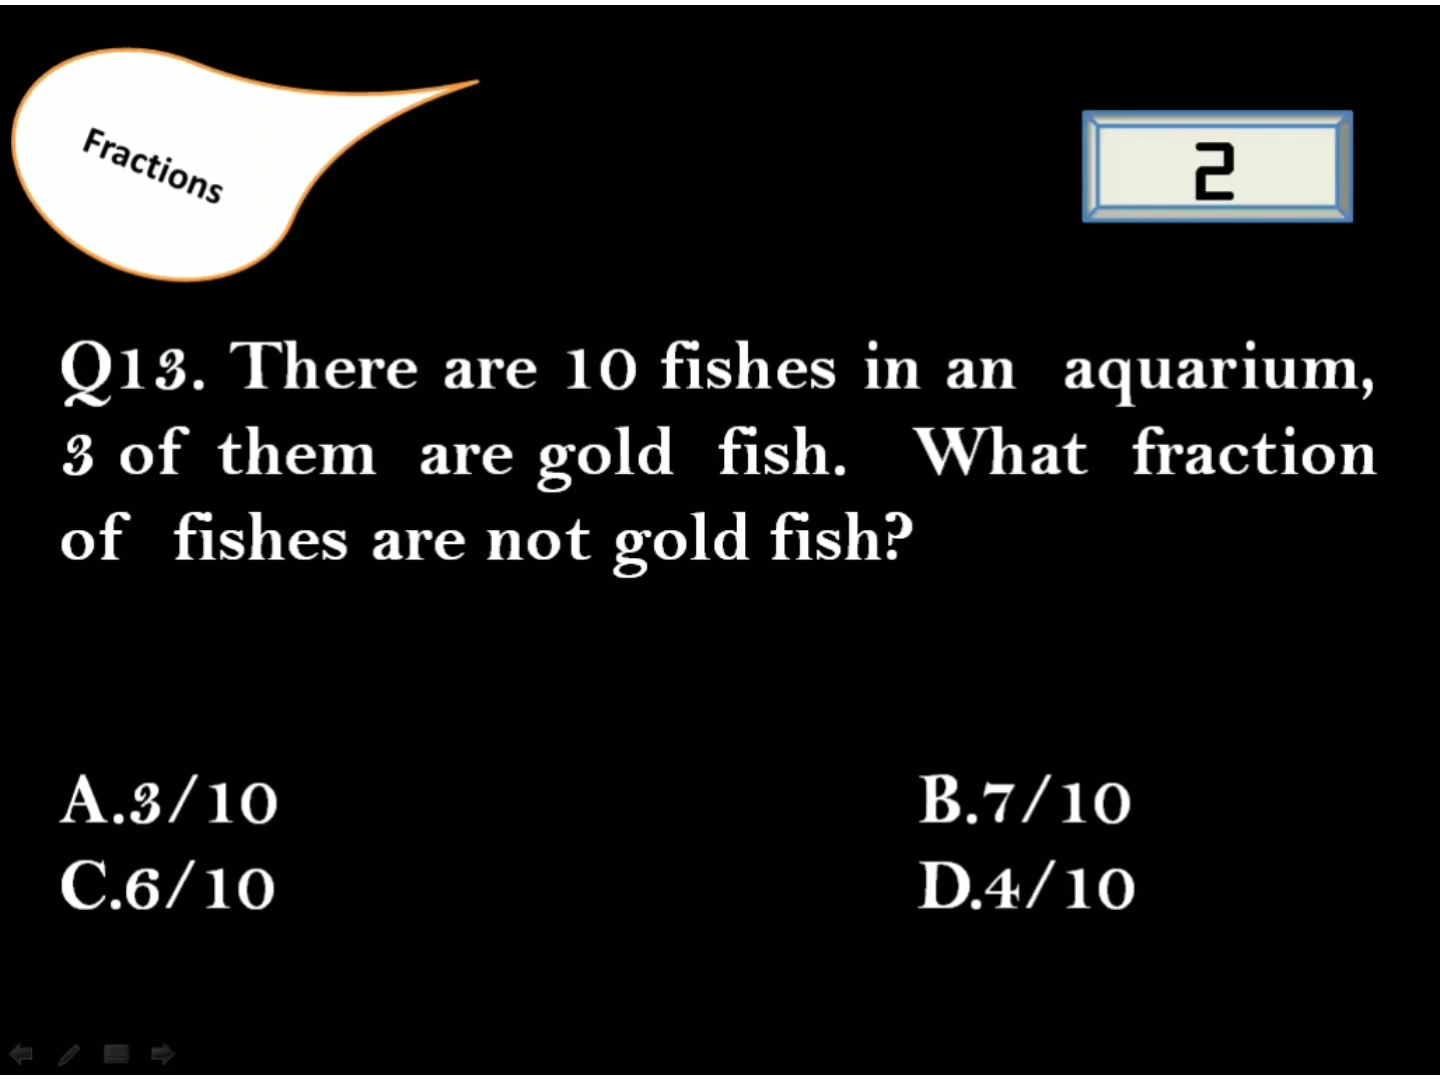 Fractions
2
Q13. There are 10 fishes in an aquarium,
3 of them are gold fish. What fraction
of fishes are not gold fish?
A.3/10 B.7/10
C.6/10 D.4/10